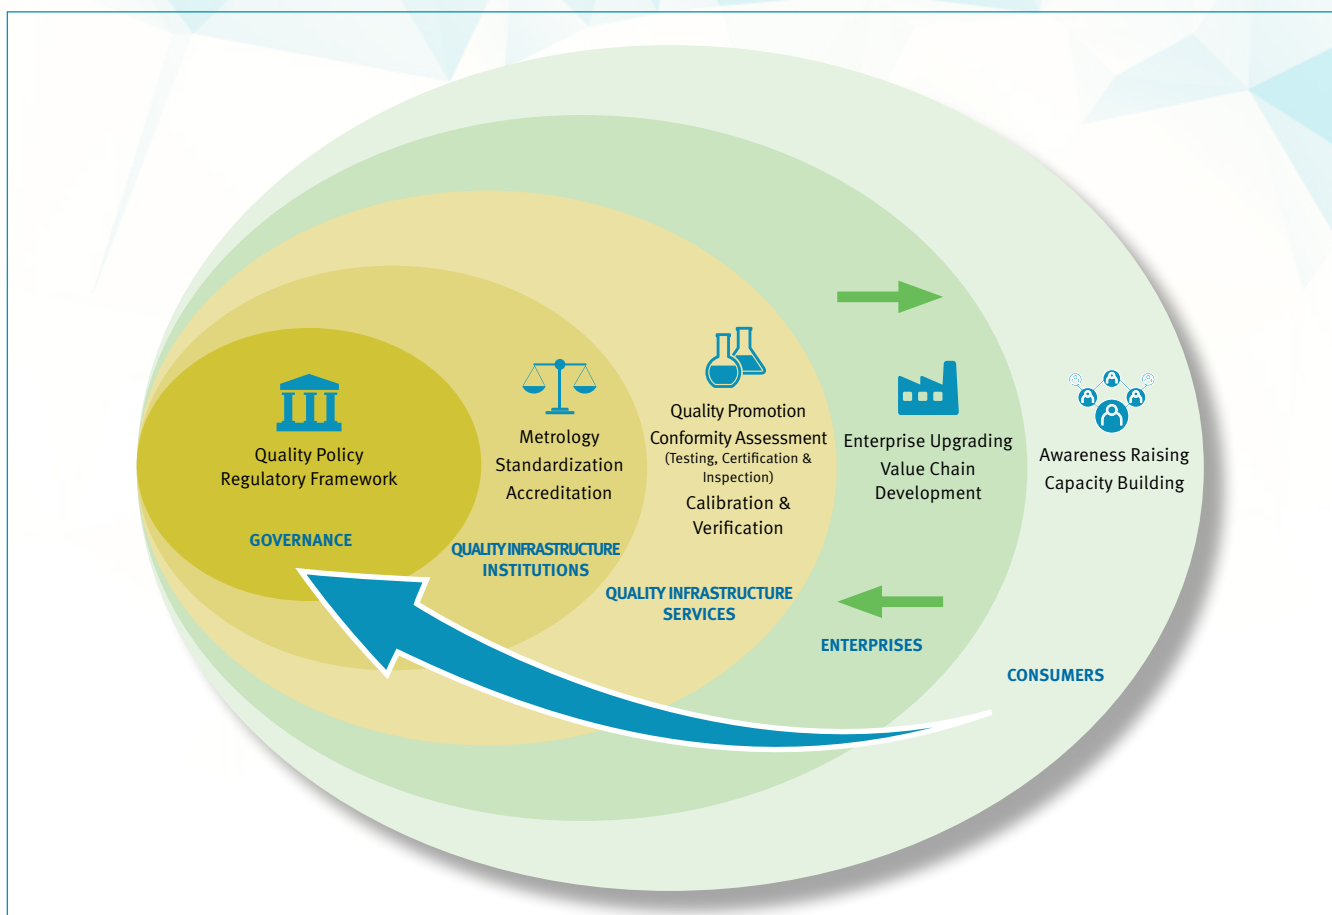 Quality Policy
Regulatory Framework
GOVERNANCE
Metrology
Standardization
Accreditation
QUALITY INFRASTRUCTURE
INSTITUTIONS
Quality Promotion
Conformity Assessment
(Testing, Certification &
Inspection)
Calibration &
Verification
QUALITY INFRASTRUCTURE
SERVICES
Enterprise Upgrading
Value Chain
Development
ENTERPRISES
Awareness Raising
Capacity Building
CONSUMERS